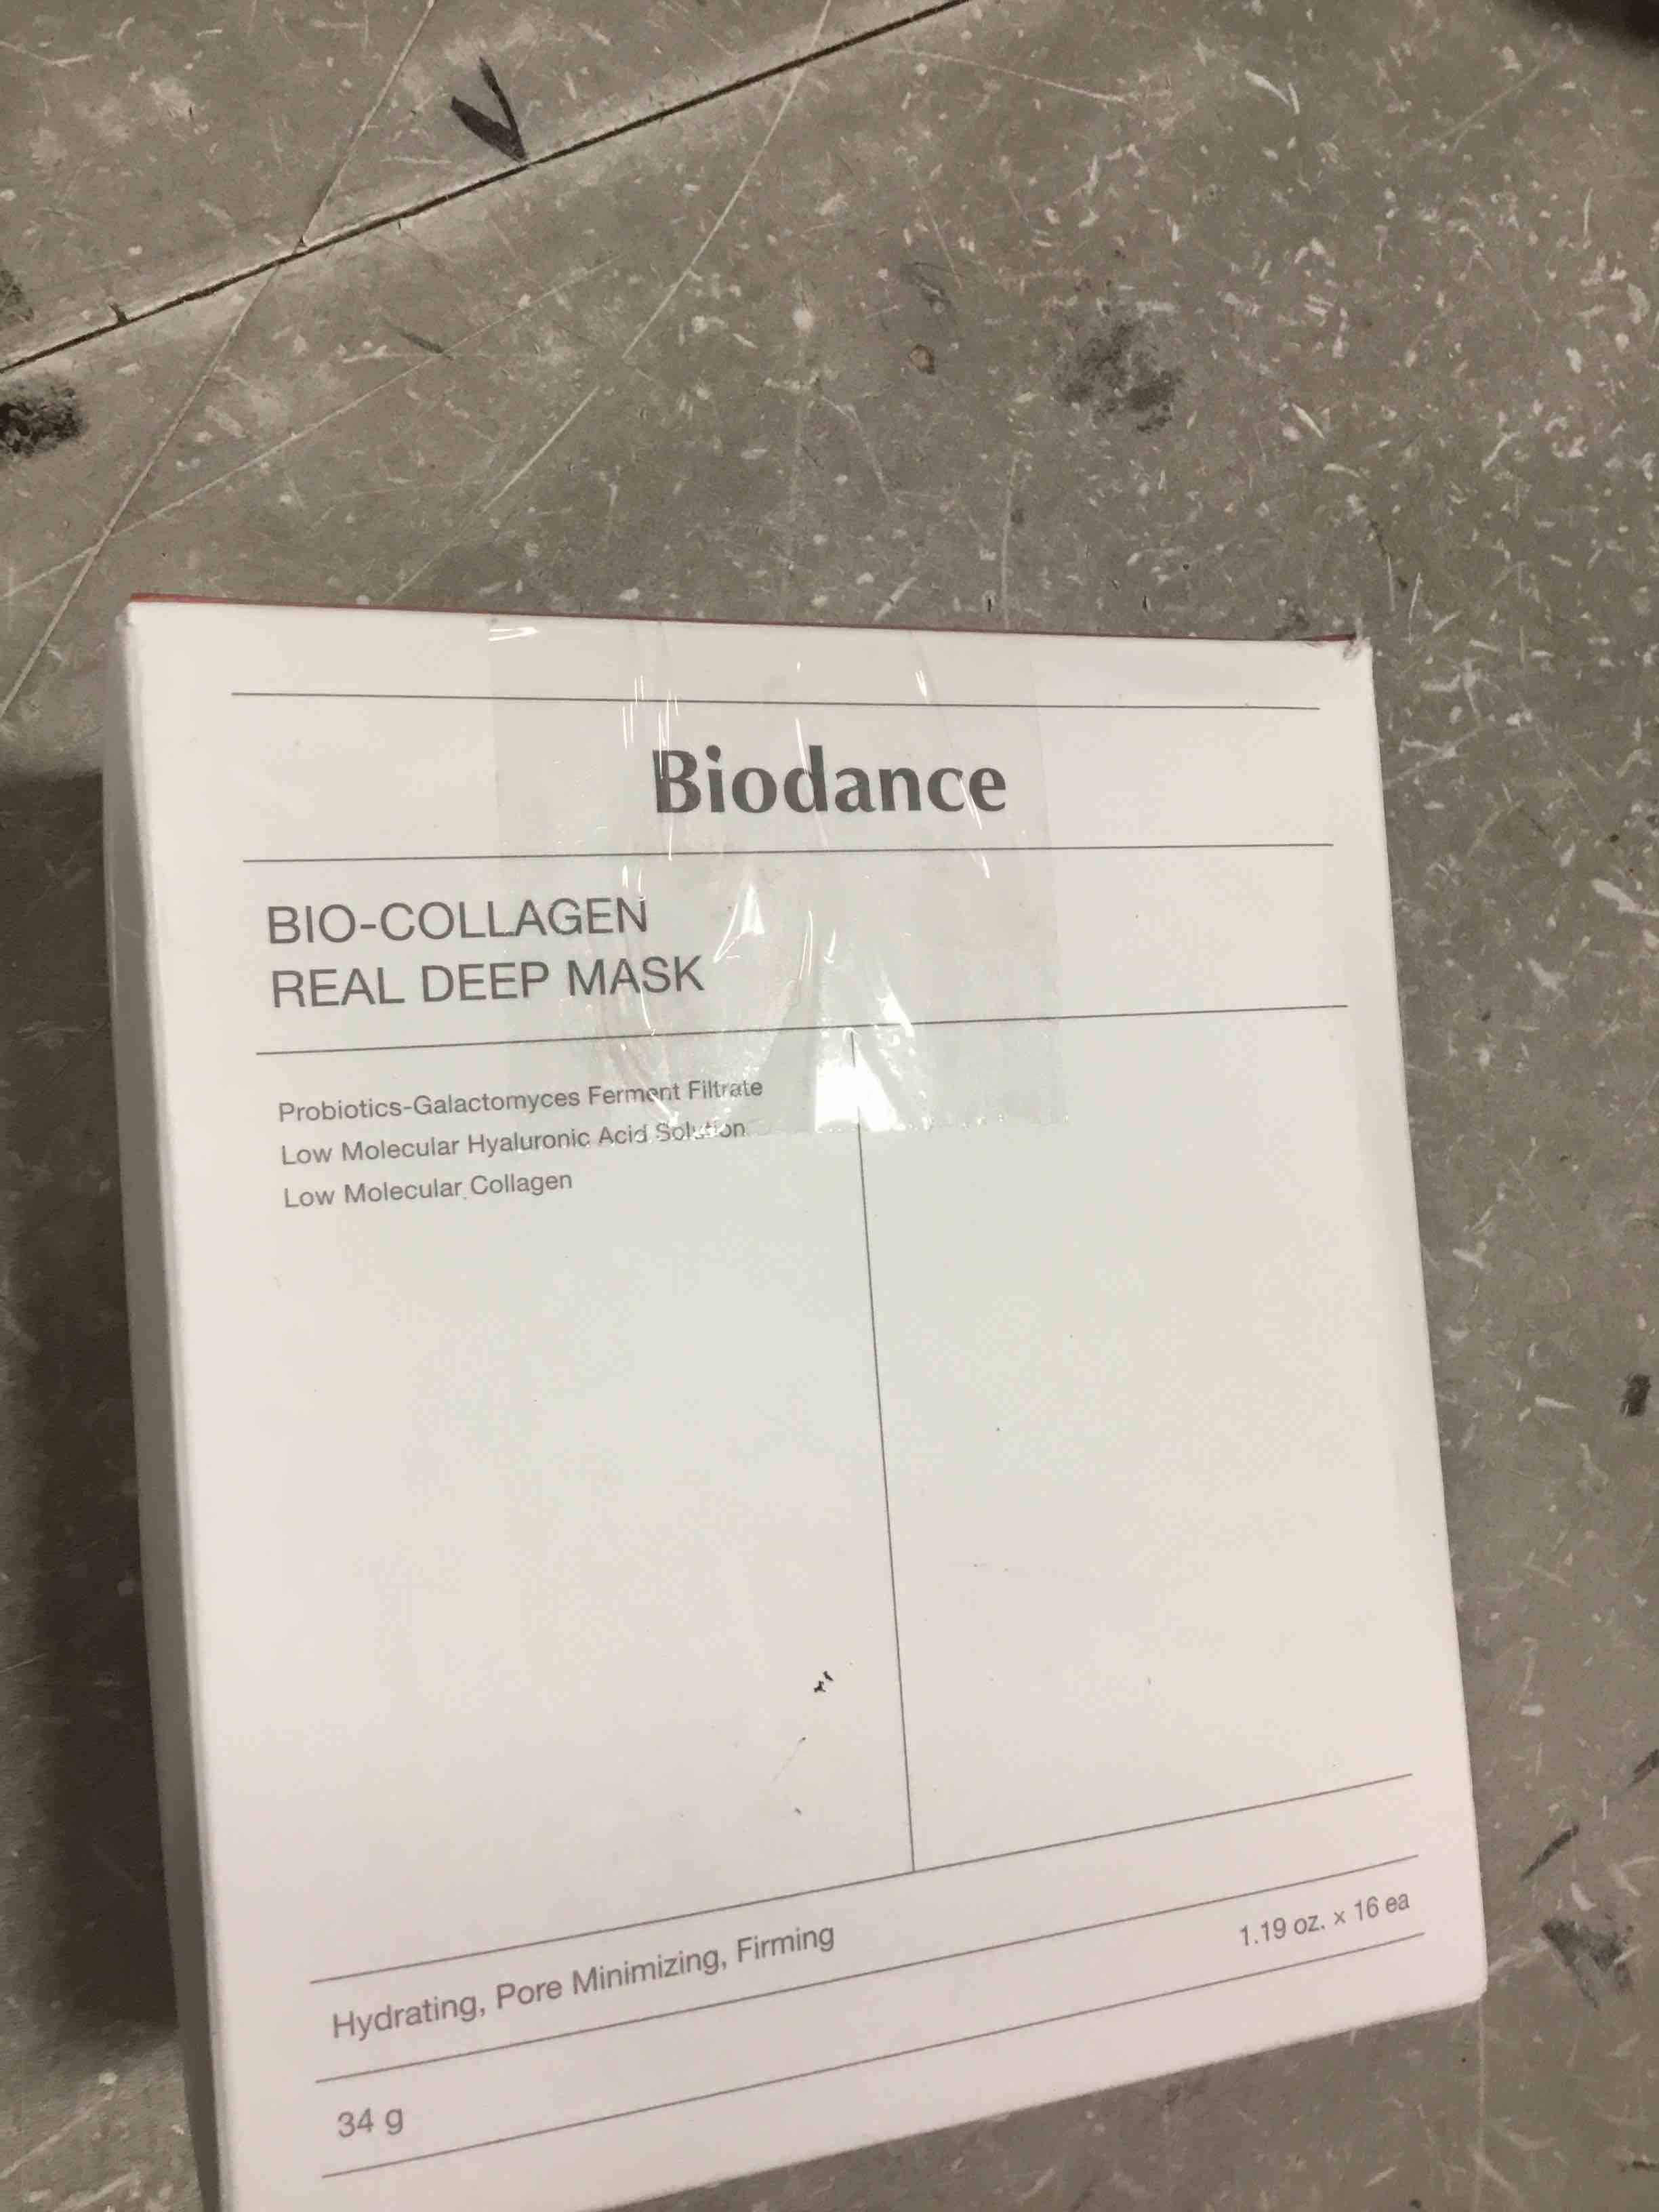 Biodance
BIO-COLLAGEN
REAL DEEP MASK
Probiotics-Galactomyces Ferment Filtrate
Low Molecular Hyaluronic Acid Solution
Low Molecular Collagen
Hydrating, Pore Minimizing, Firming
34 g
1.19 oz. × 16 ea